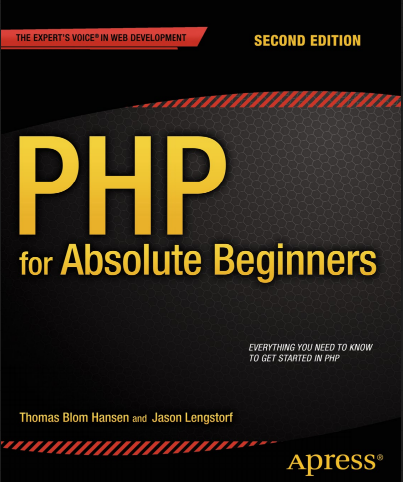 THE EXPERT'S VOICE® IN WEB DEVELOPMENT
SECOND EDITION
PHP
for Absolute Beginners
EVERYTHING YOU NEED TO KNOW
TO GET STARTED IN PHP
Thomas Blom Hansen and Jason Lengstorf
Apress®